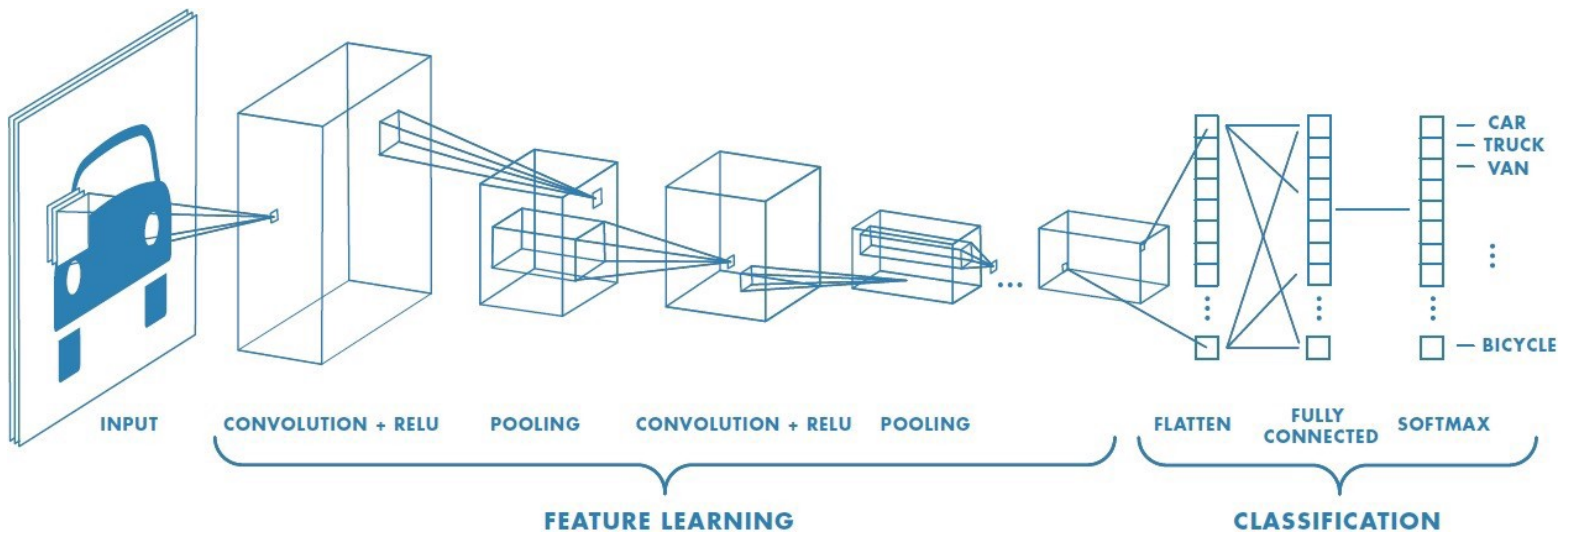 CAR
TRUCK
VAN
BICYCLE
INPUT
CONVOLUTION + RELU
POOLING
CONVOLUTION + RELU
POOLING
FLATTEN
FULLY
CONNECTED
SOFTMAX
FEATURE LEARNING
CLASSIFICATION